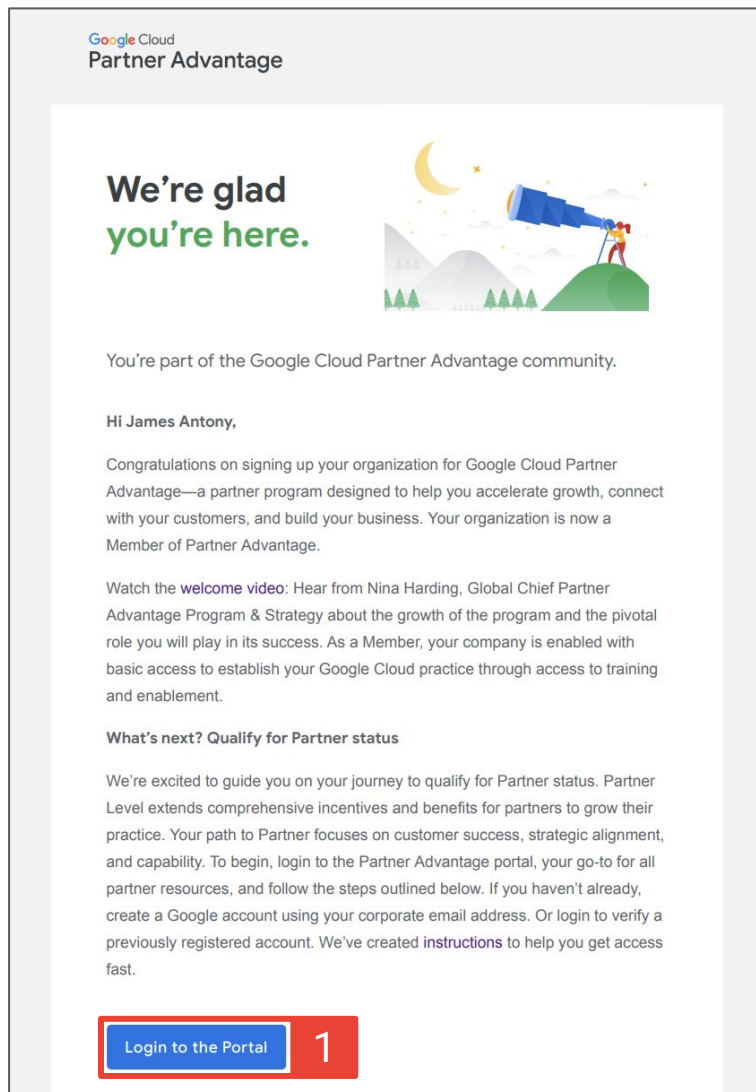 Google Cloud
Partner Advantage
We're glad
you're here.
You're part of the Google Cloud Partner Advantage community.
Hi James Antony,
Congratulations on signing up your organization for Google Cloud Partner
Advantage—a partner program designed to help you accelerate growth, connect
with your customers, and build your business. Your organization is now a
Member of Partner Advantage.
Watch the welcome video: Hear from Nina Harding, Global Chief Partner
Advantage Program & Strategy about the growth of the program and the pivotal
role you will play in its success. As a Member, your company is enabled with
basic access to establish your Google Cloud practice through access to training
and enablement.
What's next? Qualify for Partner status
We're excited to guide you on your journey to qualify for Partner status. Partner
Level extends comprehensive incentives and benefits for partners to grow their
practice. Your path to Partner focuses on customer success, strategic alignment,
and capability. To begin, login to the Partner Advantage portal, your go-to for all
partner resources, and follow the steps outlined below. If you haven't already,
create a Google account using your corporate email address. Or login to verify a
previously registered account. We've created instructions to help you get access
fast.
Login to the Portal 1